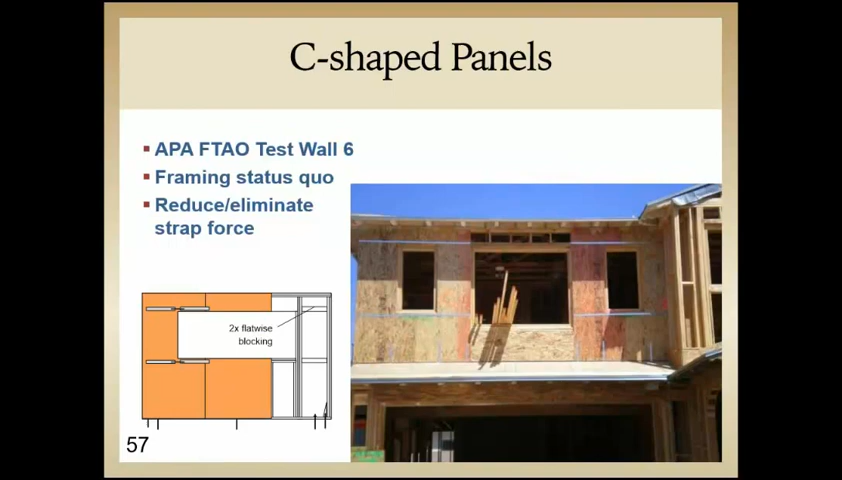 C-shaped Panels
▪ APA FTAO Test Wall 6
▪ Framing status quo
▪ Reduce/eliminate
strap force
2x flatwise
blocking
57